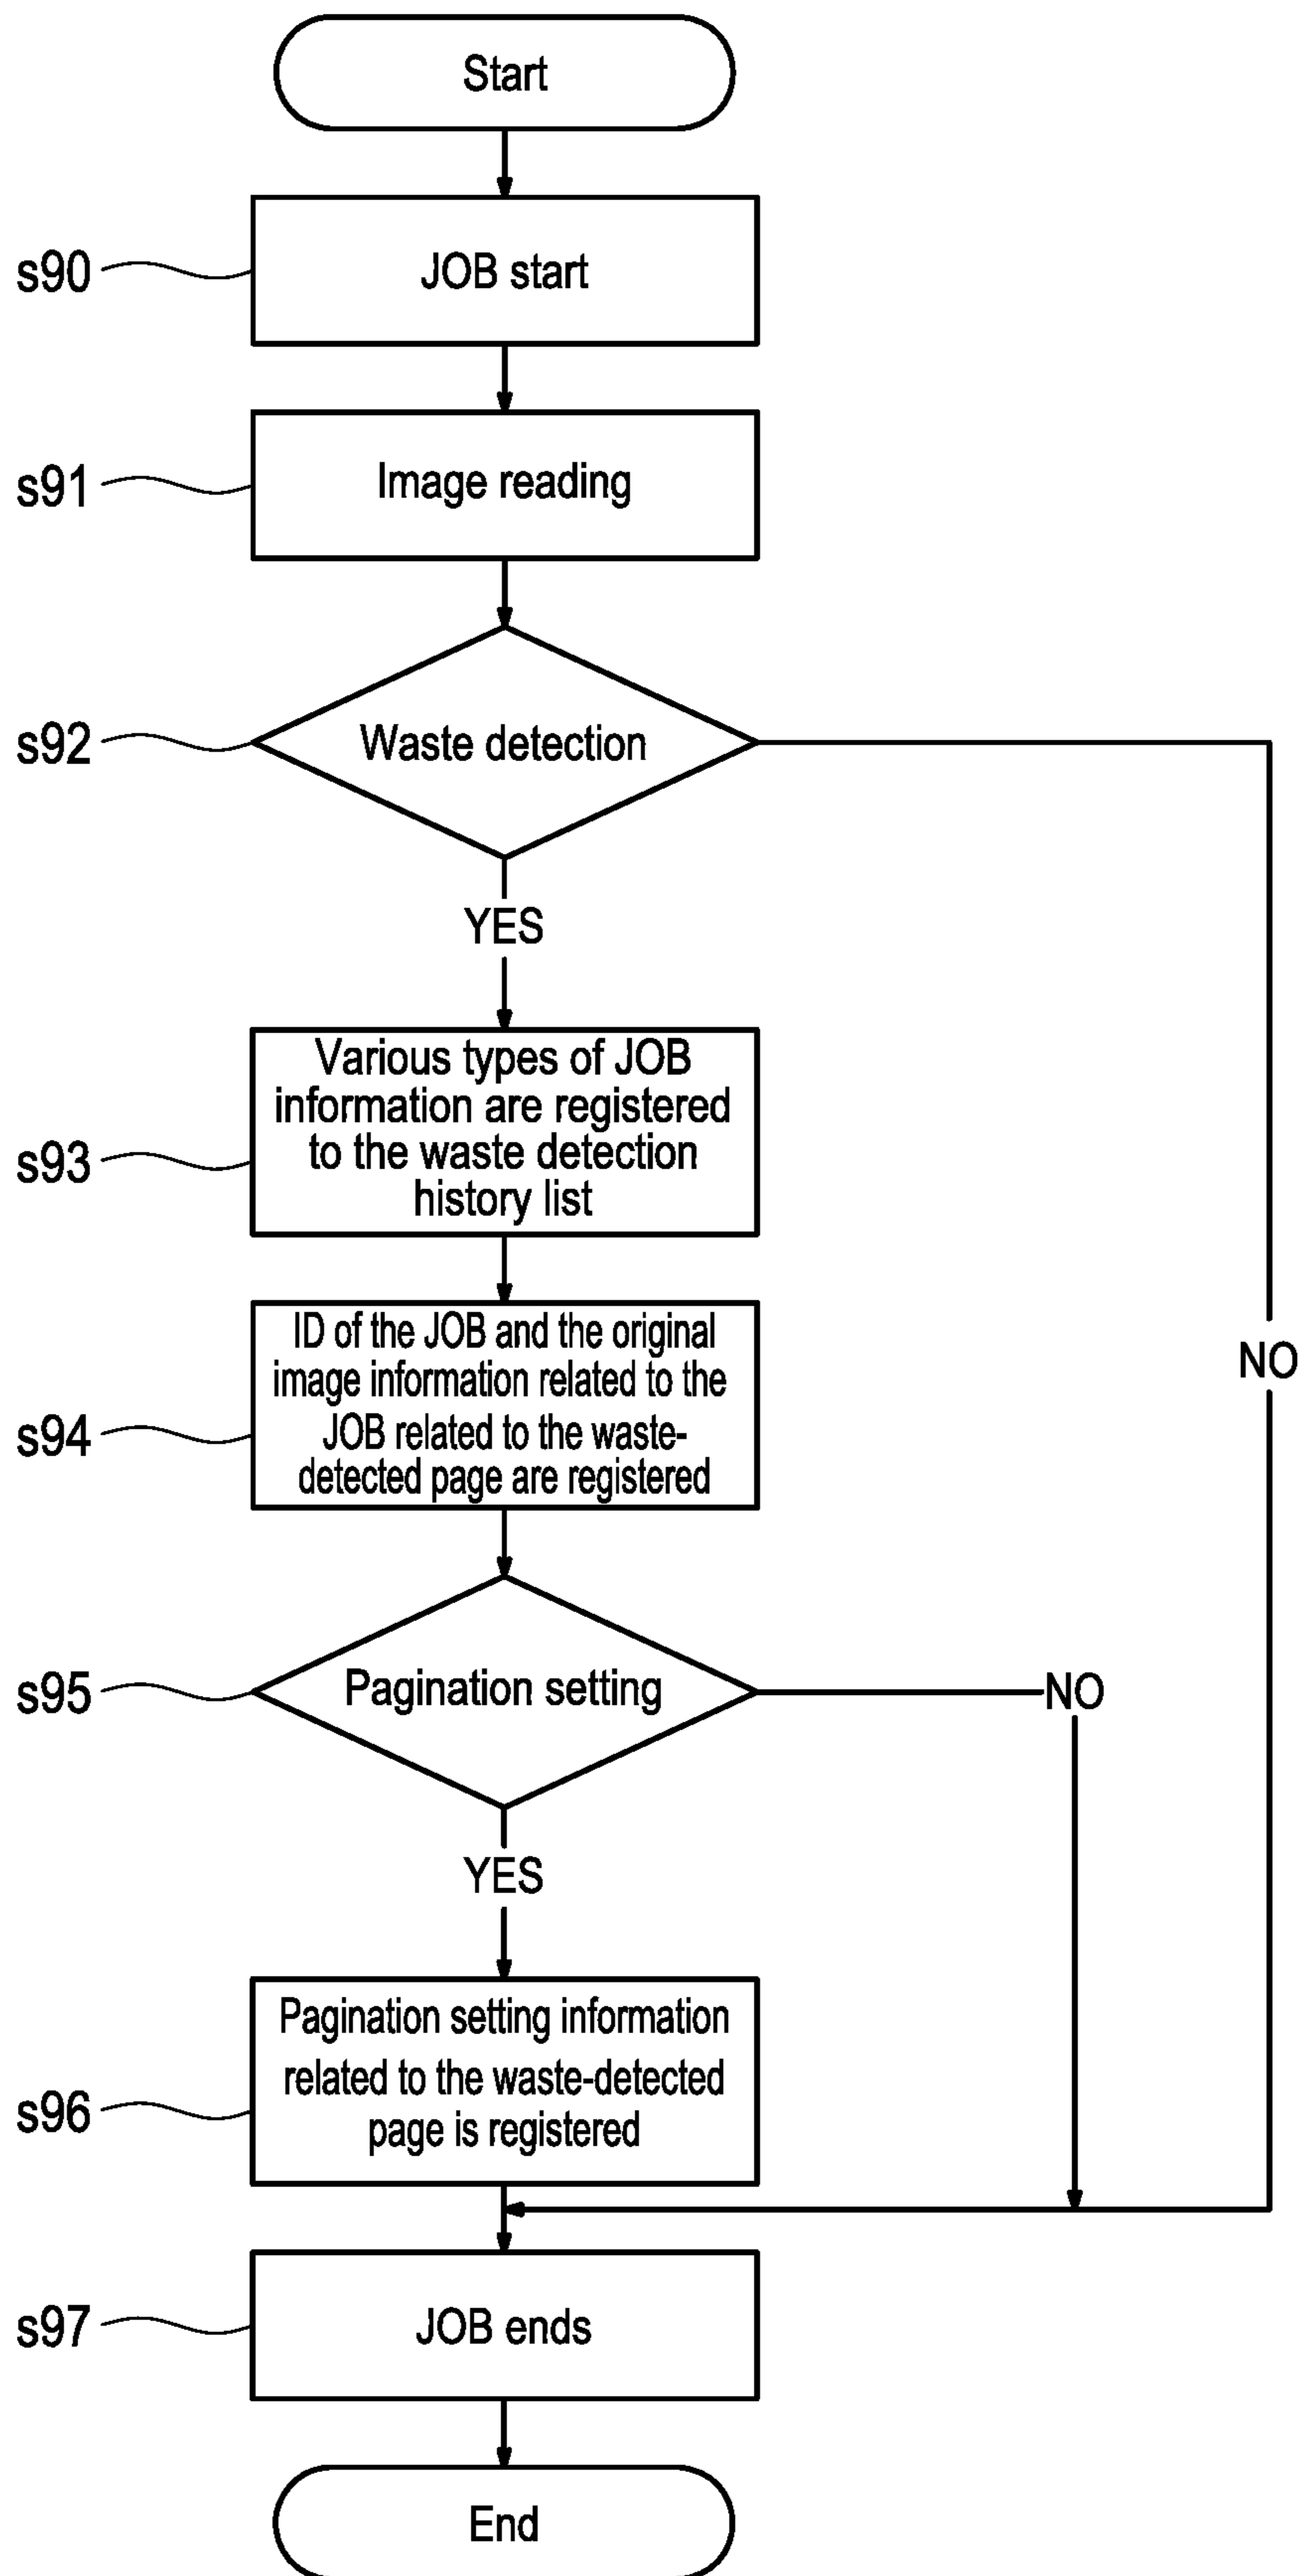 Start
s90
JOB start
s91
Image reading
s92
Waste detection
YES
s93
Various types of JOB
information are registered
to the waste detection
history list
NO
s94
ID of the JOB and the original
image information related to the
JOB related to the waste-
detected page are registered
s95
Pagination setting
NO
YES
s96
Pagination setting information
related to the waste-detected
page is registered
s97
JOB ends
End